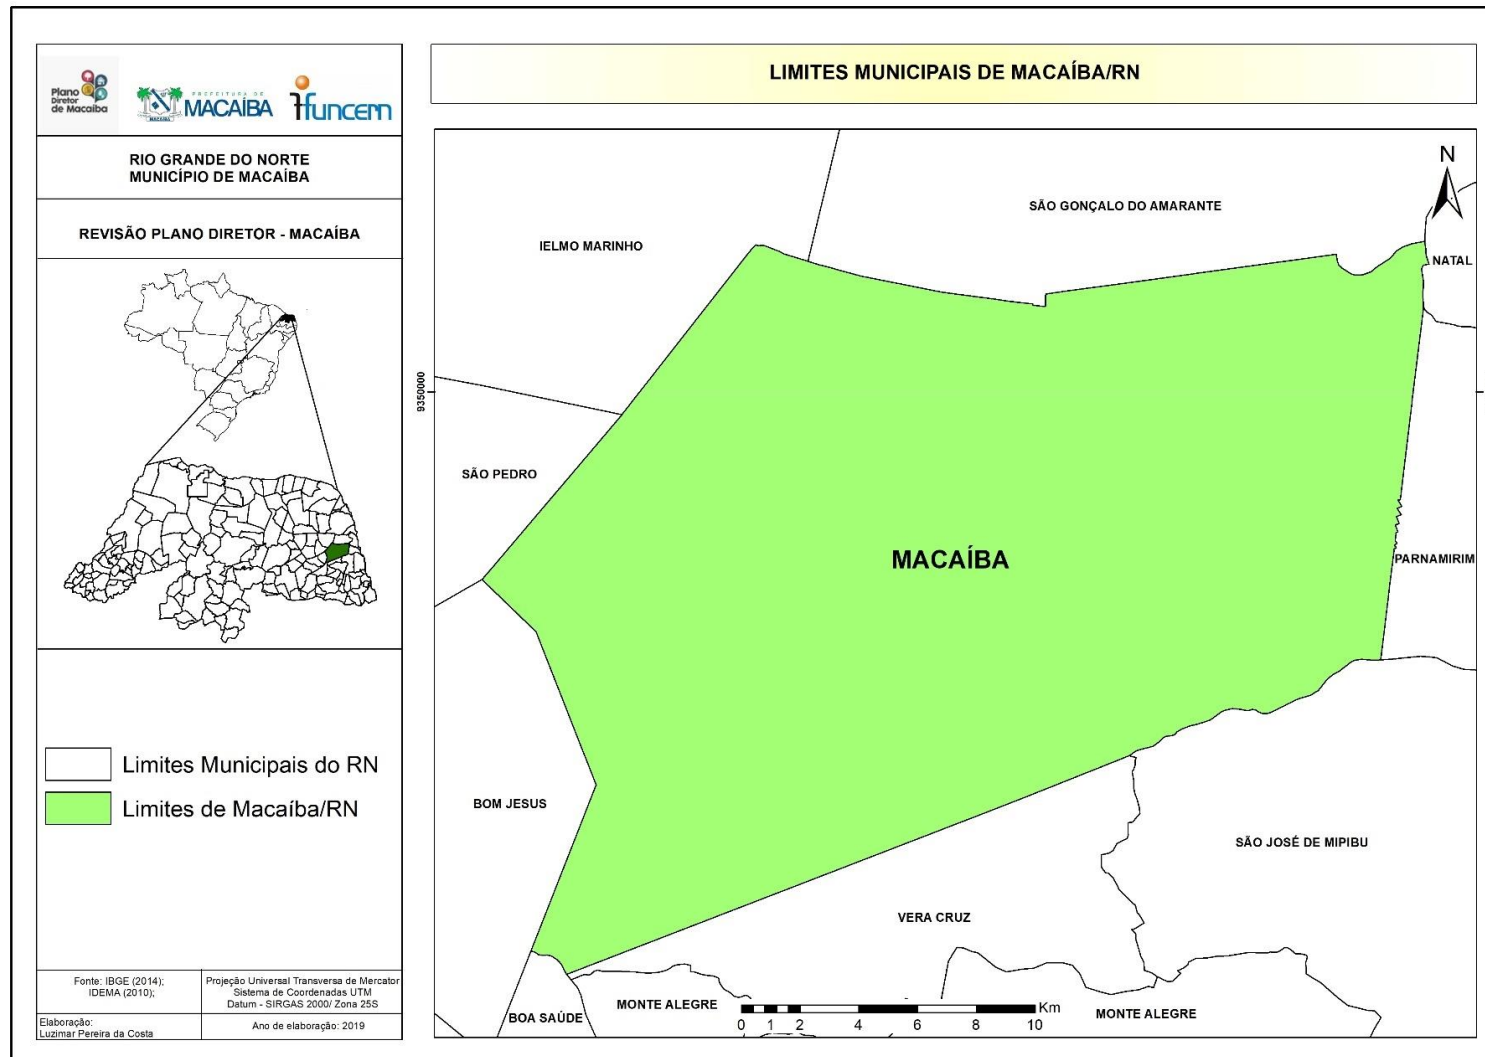 Plano
Diretor
de Macaíba
PREFEITURA DE
MACAÍBA
MACAÍBA
ifuncern
RIO GRANDE DO NORTE
MUNICÍPIO DE MACAÍBA
REVISÃO PLANO DIRETOR - MACAÍBA
Limites Municipais do RN
Limites de Macaíba/RN
Fonte: IBGE (2014);
IDEMA (2010);
Projeção Universal Transversa de Mercator
Sistema de Coordenadas UTM
Datum - SIRGAS 2000/ Zona 25S
Elaboração:
Luzimar Pereira da Costa
Ano de elaboração: 2019
LIMITES MUNICIPAIS DE MACAÍBA/RN
N
SÃO GONÇALO DO AMARANTE
IELMO MARINHO
NATAL
9350000
SÃO PEDRO
MACAÍBA
PARNAMIRIM
BOM JESUS
SÃO JOSÉ DE MIPIBU
VERA CRUZ
MONTE ALEGRE
BOA SAÚDE
MONTE ALEGRE
Km
0 1 2 4 6 8 10